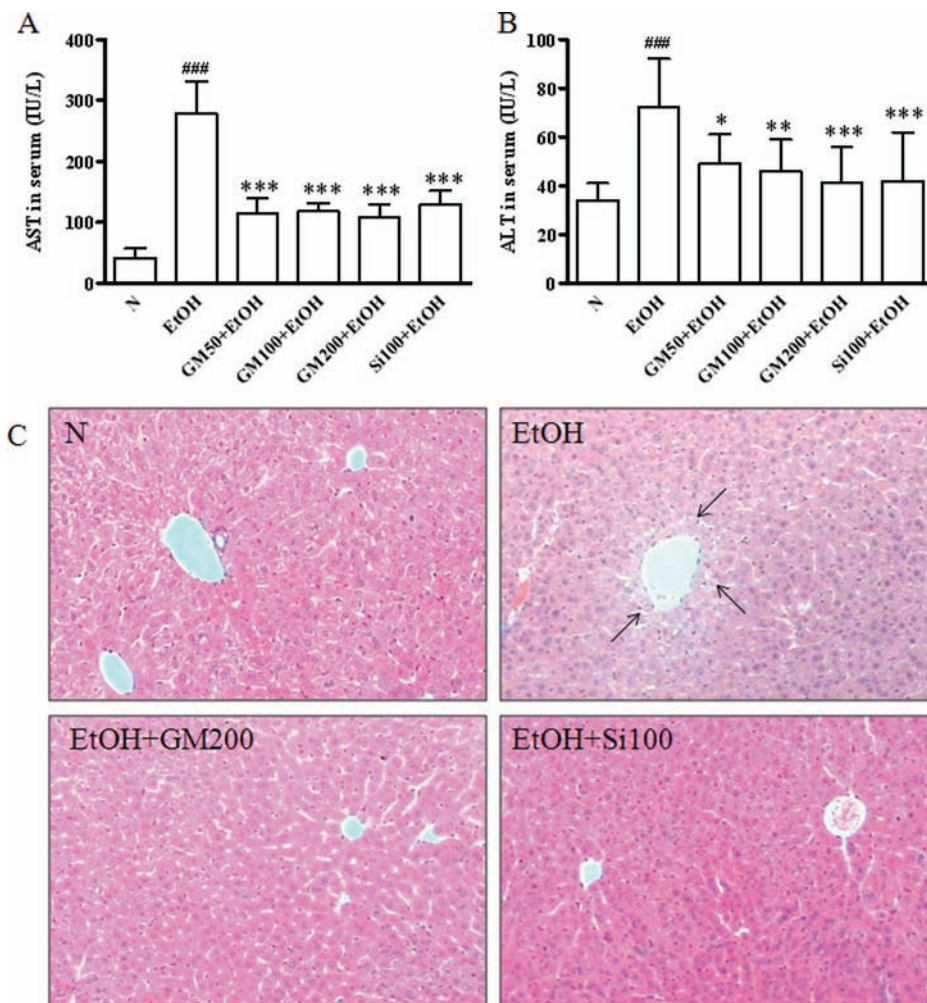 A
AST in serum (IU/L)
400
300
200
100
0
###
***
***
***
***
N
EtOH
GM50+EtOH
GM100+EtOH
GM200+EtOH
Si100+EtOH
B
ALT in serum (IU/L)
100
80
60
40
20
0
###
*
**
***
***
N
EtOH
GM50+EtOH
GM100+EtOH
GM200+EtOH
Si100+EtOH
C
N
EtOH
EtOH+GM200
EtOH+Si100